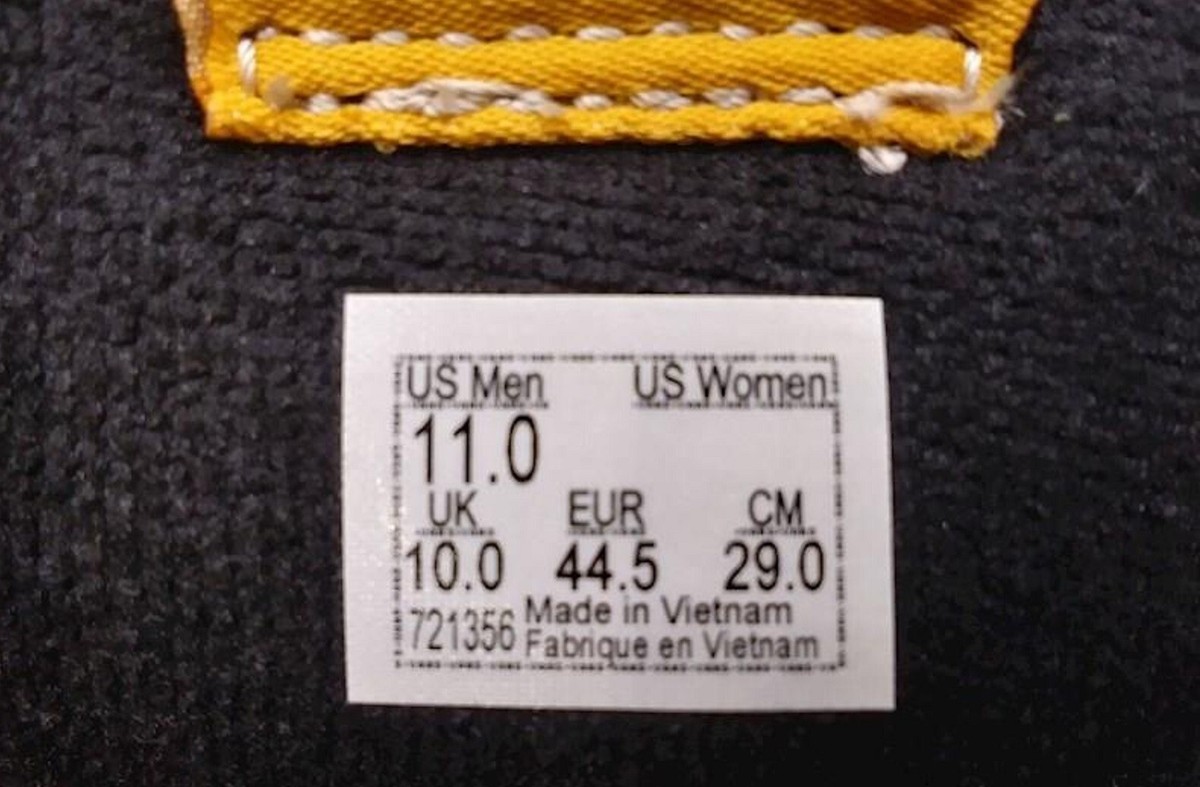 US Men US Women
11.0
UK EUR CM
10.0 44.5 29.0
721356 Made in Vietnam
Fabrique en Vietnam